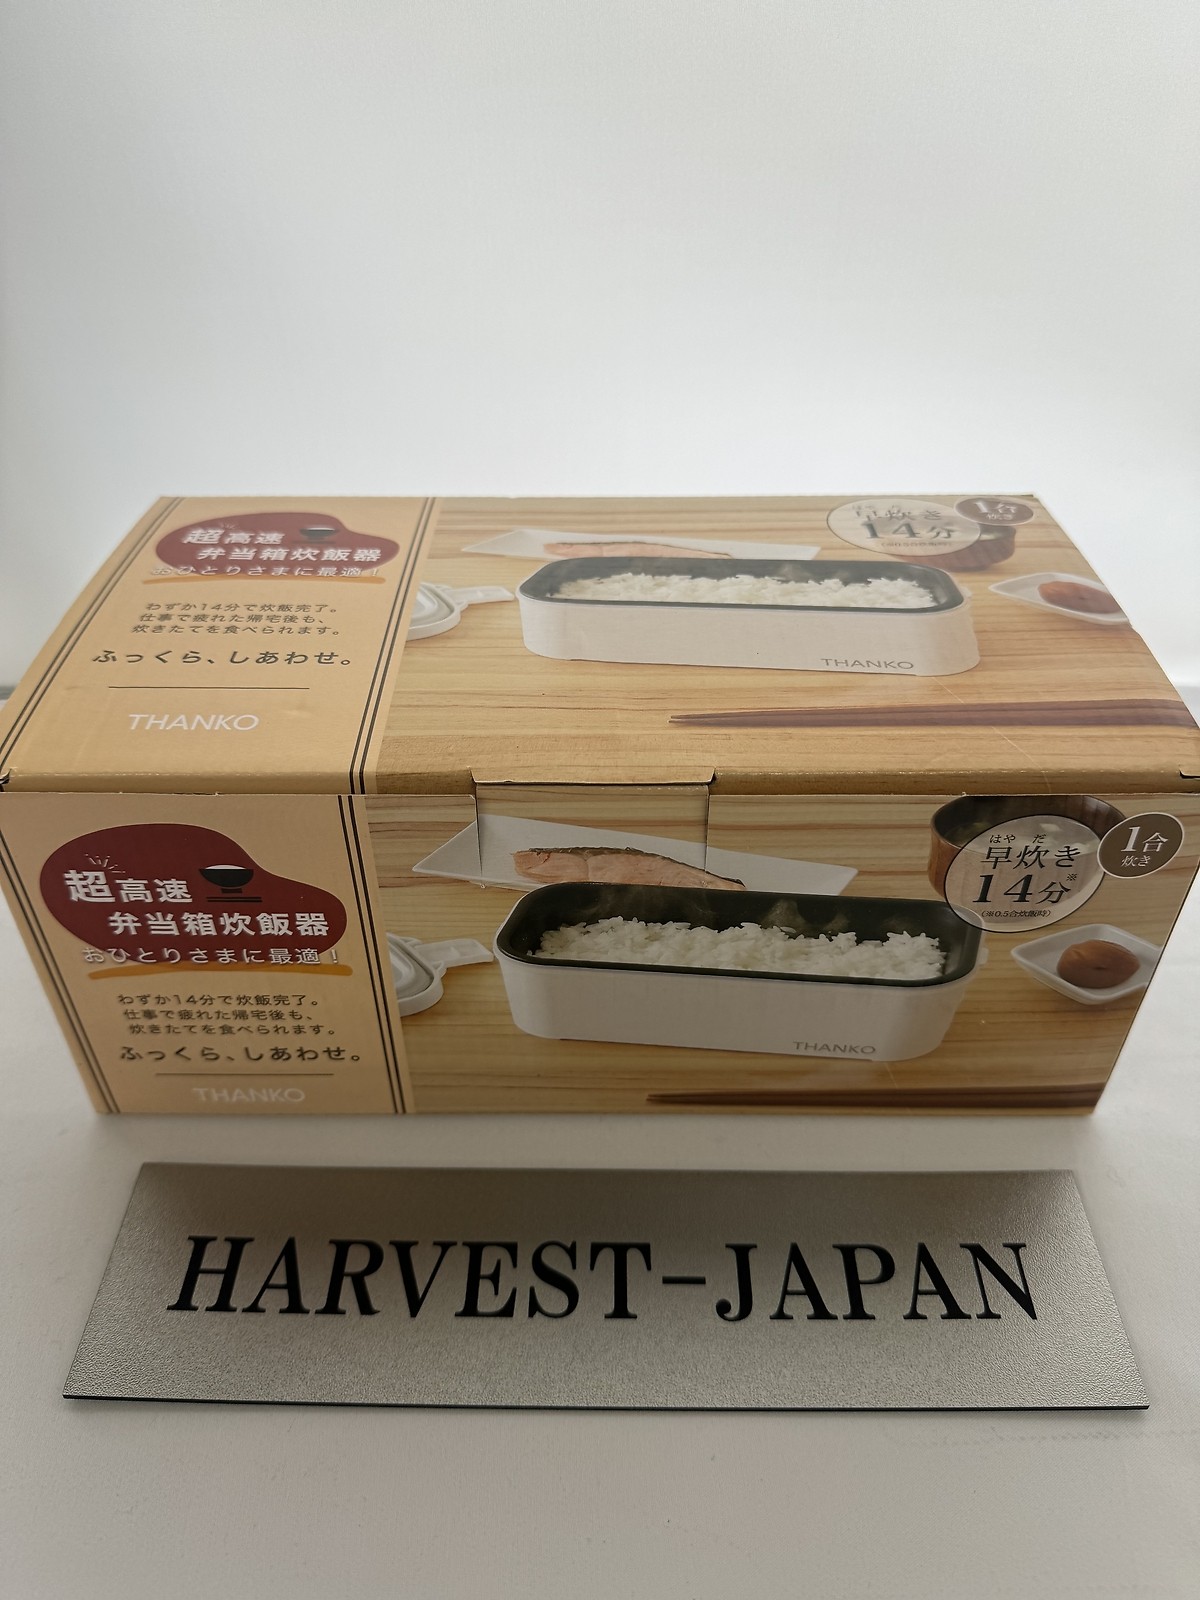 超高速
弁当箱炊飯器
おひとりさまに最適！
わずか14分で炊飯完了。
仕事で疲れた帰宅後も、
炊きたてを食べられます。
ふっくら、しあわせ。
THANKO
早炊き
14分
1合
炊き
THANKO
超高速
弁当箱炊飯器
おひとりさまに最適！
わずか14分で炊飯完了。
仕事で疲れた帰宅後も、
炊きたてを食べられます。
ふっくら、しあわせ。
THANKO
はや だ
早炊き
14分※
(※0.5合炊飯時)
1合
炊き
THANKO
HARVEST-JAPAN